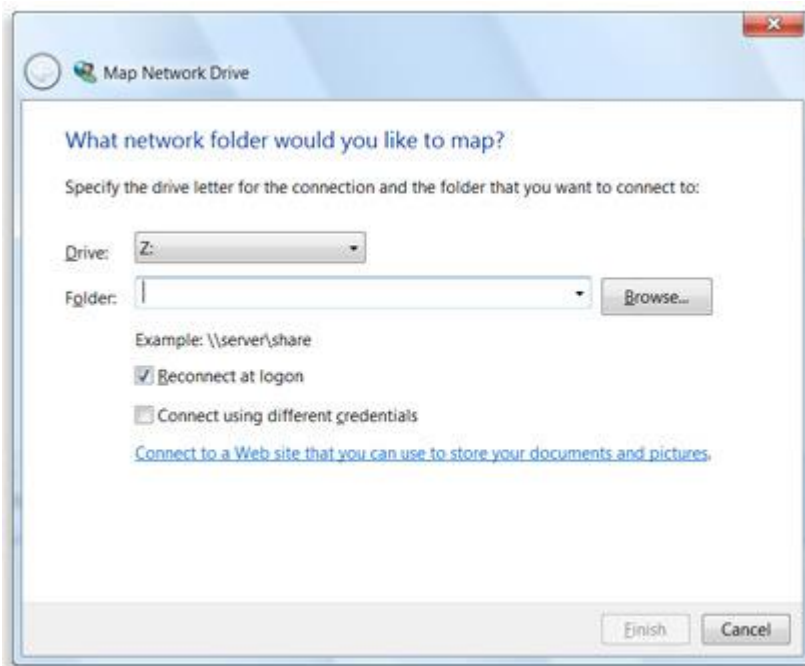 Map Network Drive
What network folder would you like to map?
Specify the drive letter for the connection and the folder that you want to connect to:
Drive: Z:
Folder: Browse...
Example: \\server\share
Reconnect at logon
Connect using different credentials
Connect to a Web site that you can use to store your documents and pictures.
Finish Cancel